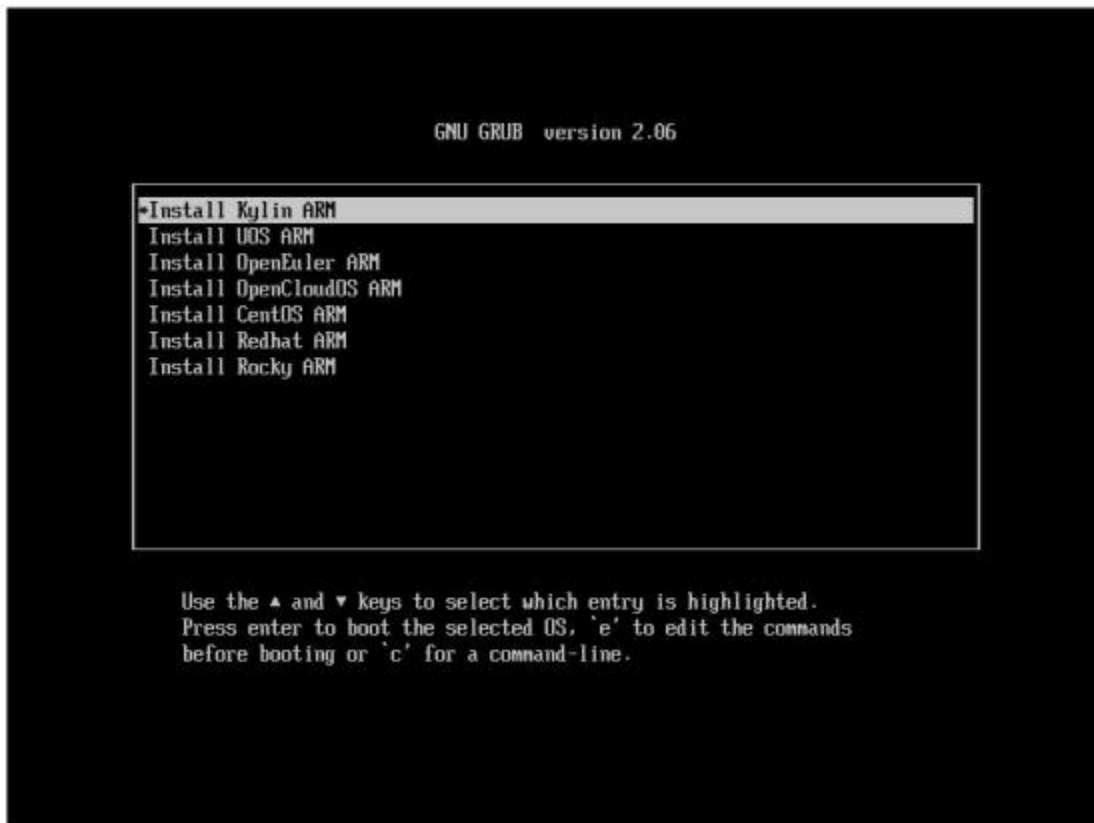 GNU GRUB  version 2.06
*Install Kylin ARM
Install UOS ARM
Install OpenEuler ARM
Install OpenCloudOS ARM
Install CentOS ARM
Install Redhat ARM
Install Rocky ARM
Use the ▲ and ▼ keys to select which entry is highlighted.
Press enter to boot the selected OS, `e' to edit the commands
before booting or `c' for a command-line.